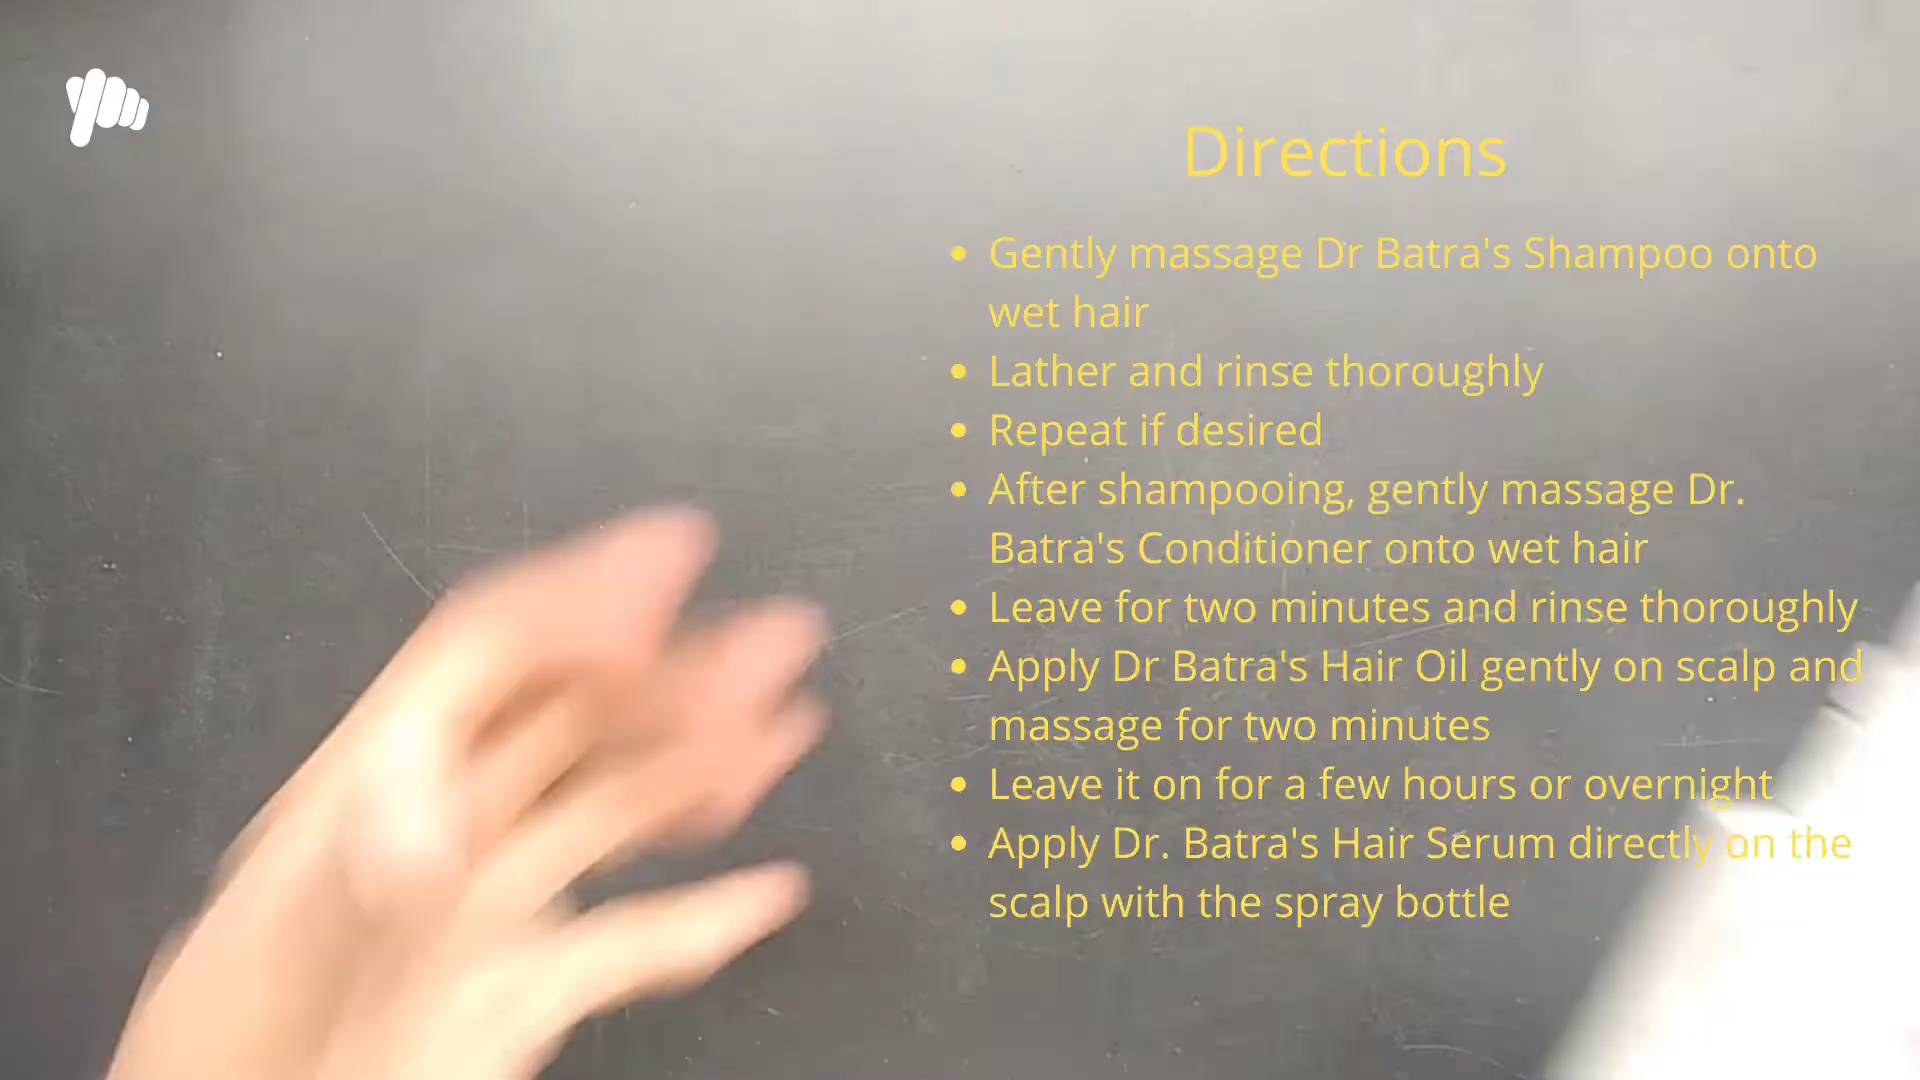 Directions
• Gently massage Dr Batra's Shampoo onto
wet hair
• Lather and rinse thoroughly
• Repeat if desired
• After shampooing, gently massage Dr.
Batra's Conditioner onto wet hair
• Leave for two minutes and rinse thoroughly
• Apply Dr Batra's Hair Oil gently on scalp and
massage for two minutes
• Leave it on for a few hours or overnight
• Apply Dr. Batra's Hair Serum directly on the
scalp with the spray bottle